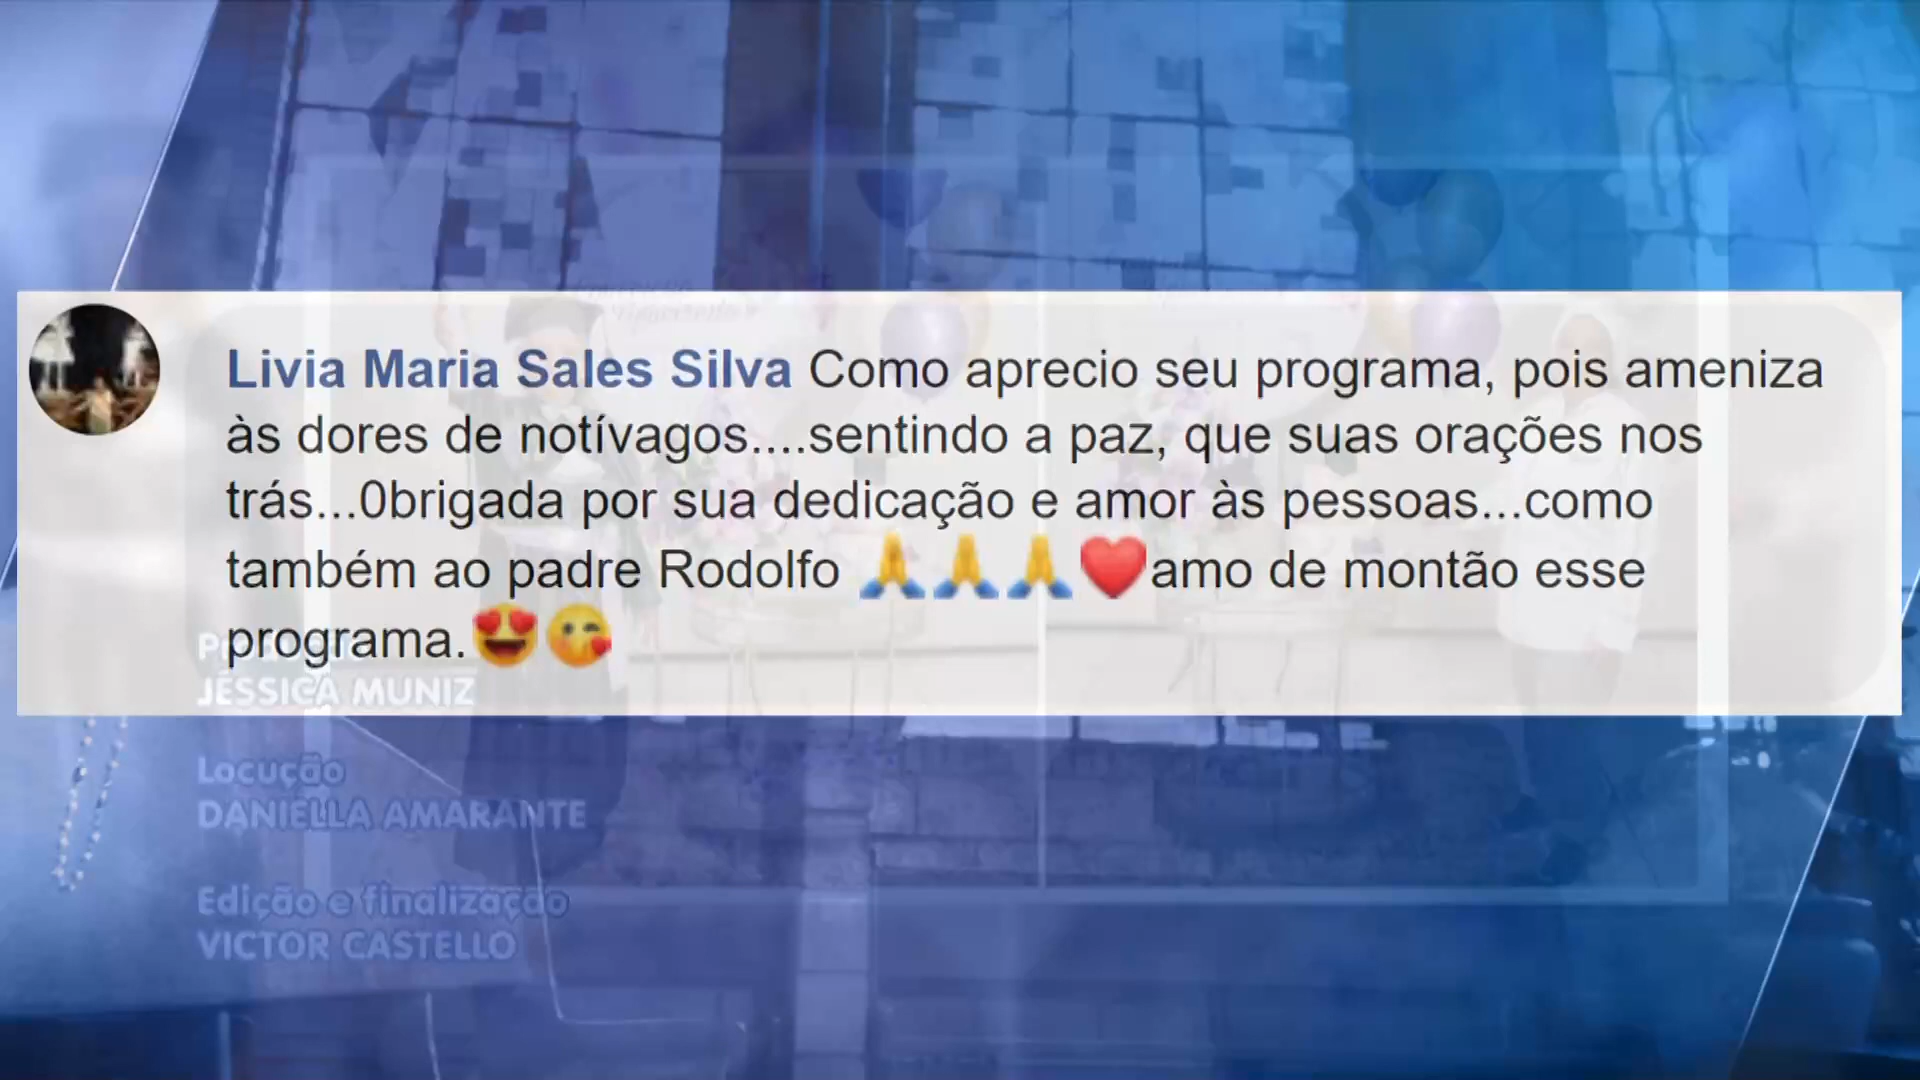 Livia Maria Sales Silva Como aprecio seu programa, pois ameniza
às dores de notívagos....sentindo a paz, que suas orações nos
trás...0brigada por sua dedicação e amor às pessoas...como
também ao padre Rodolfo 🙏🙏🙏❤️amo de montão esse
programa.😍😘
JÉSSICA MUNIZ
Locução
DANIELLA AMARANTE
Edição e finalização
VICTOR CASTELLO